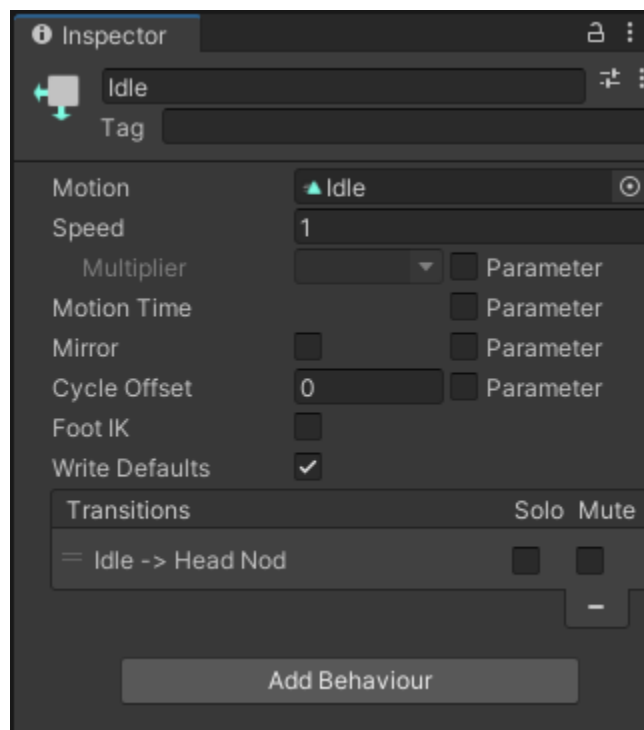 Inspector
Idle
Tag
Motion Idle
Speed 1
Multiplier Parameter
Motion Time Parameter
Mirror Parameter
Cycle Offset 0 Parameter
Foot IK
Write Defaults
Transitions Solo Mute
Idle -> Head Nod
Add Behaviour